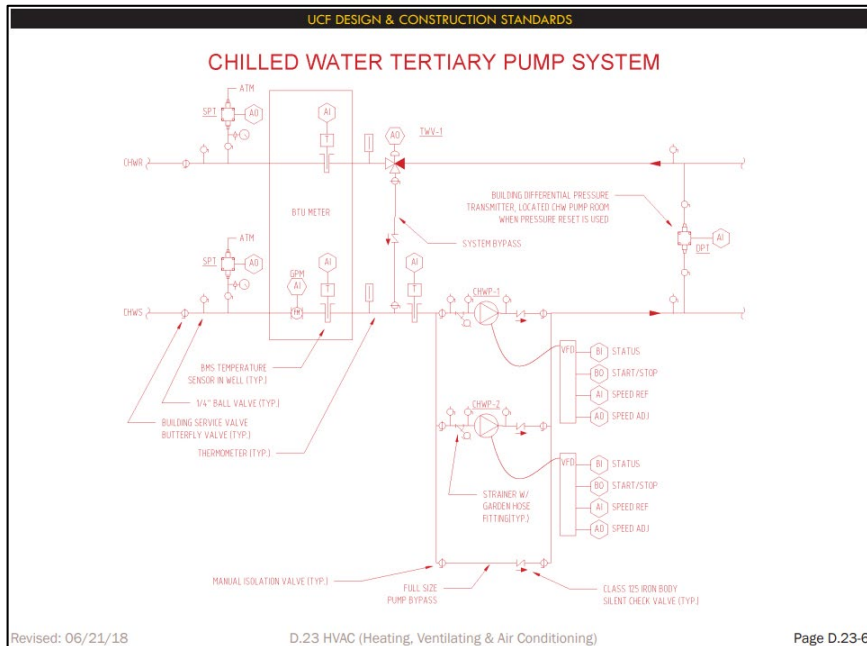 UCF DESIGN & CONSTRUCTION STANDARDS
CHILLED WATER TERTIARY PUMP SYSTEM
ATM
SPT
AO
AI
T
AO
TWV-1
CHWR
BTU METER
BUILDING DIFFERENTIAL PRESSURE
TRANSMITTER, LOCATED CHW PUMP ROOM
WHEN PRESSURE RESET IS USED
SYSTEM BYPASS
AI
DPT
ATM
SPT
AO
GPM
AI
AI
T
AI
T
CHWP-1
CHWS
VFD
BI STATUS
BO START/STOP
AI SPEED REF
AO SPEED ADJ
BMS TEMPERATURE
SENSOR IN WELL (TYP.)
1/4" BALL VALVE (TYP.)
BUILDING SERVICE VALVE
BUTTERFLY VALVE (TYP.)
THERMOMETER (TYP.)
CHWP-2
VFD
BI STATUS
BO START/STOP
AI SPEED REF
AO SPEED ADJ
STRAINER W/
GARDEN HOSE
FITTING(TYP.)
MANUAL ISOLATION VALVE (TYP.)
FULL SIZE
PUMP BYPASS
CLASS 125 IRON BODY
SILENT CHECK VALVE (TYP.)
Revised: 06/21/18
D.23 HVAC (Heating, Ventilating & Air Conditioning)
Page D.23-6